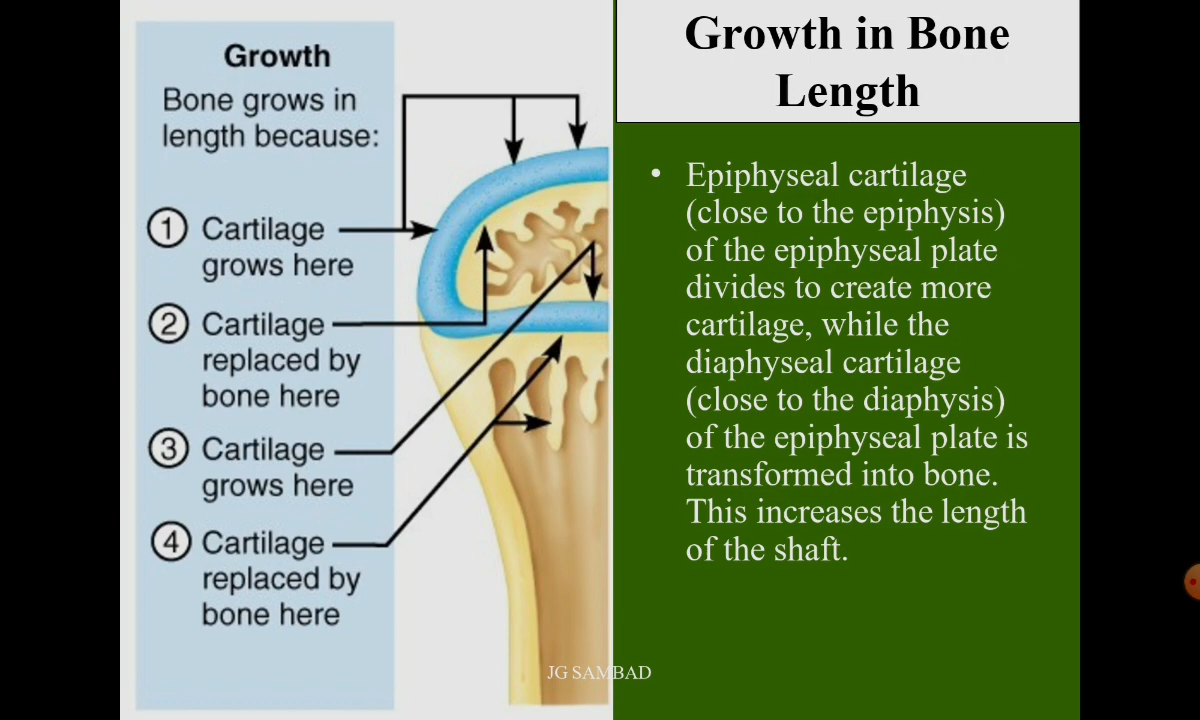 Growth
Bone grows in
length because:
1 Cartilage
grows here
2 Cartilage
replaced by
bone here
3 Cartilage
grows here
4 Cartilage
replaced by
bone here
Growth in Bone
Length
• Epiphyseal cartilage
(close to the epiphysis)
of the epiphyseal plate
divides to create more
cartilage, while the
diaphyseal cartilage
(close to the diaphysis)
of the epiphyseal plate is
transformed into bone.
This increases the length
of the shaft.
JG SAMBAD